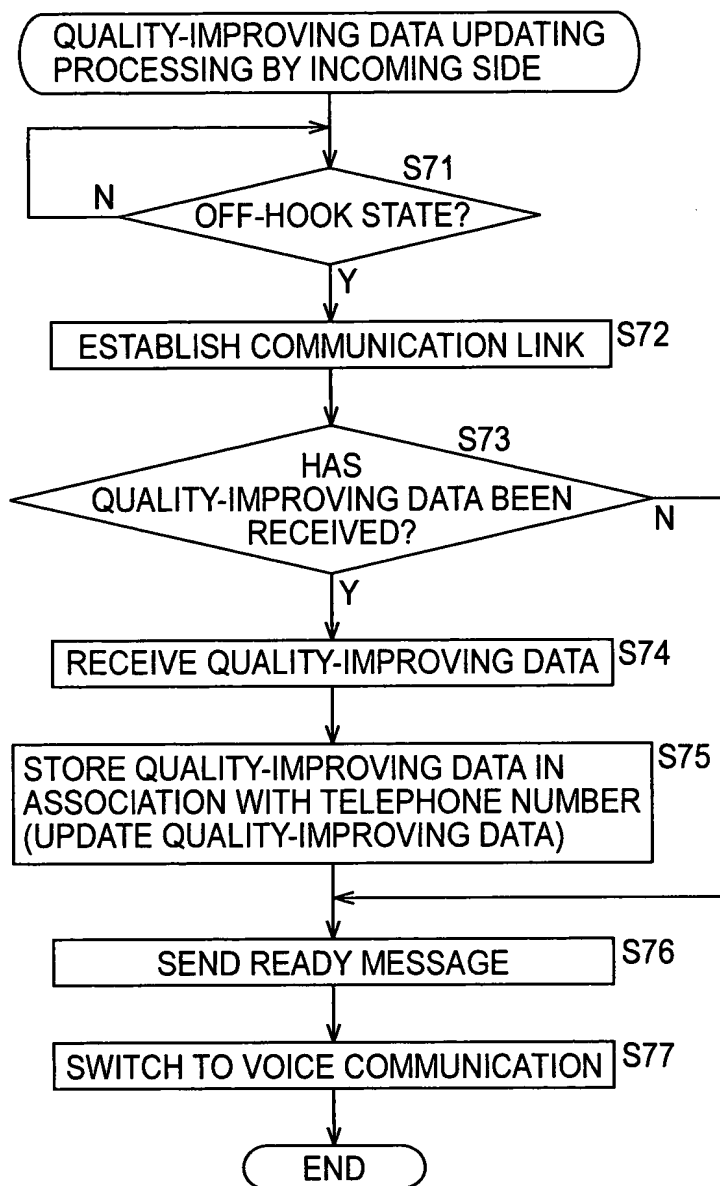 QUALITY-IMPROVING DATA UPDATING
PROCESSING BY INCOMING SIDE
S71
N
OFF-HOOK STATE?
Y
ESTABLISH COMMUNICATION LINK
S72
S73
HAS
QUALITY-IMPROVING DATA BEEN
RECEIVED?
N
Y
RECEIVE QUALITY-IMPROVING DATA
S74
STORE QUALITY-IMPROVING DATA IN
ASSOCIATION WITH TELEPHONE NUMBER
(UPDATE QUALITY-IMPROVING DATA)
S75
SEND READY MESSAGE
S76
SWITCH TO VOICE COMMUNICATION
S77
END